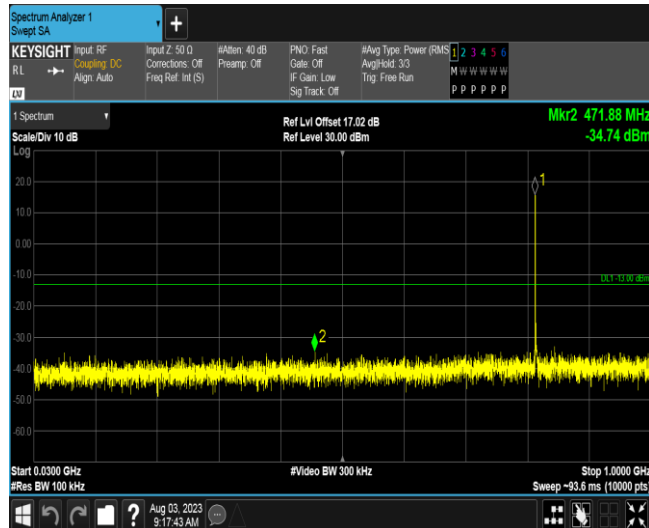 Spectrum Analyzer 1
Swept SA
KEYSIGHT
RL
LXI
Input: RF
Coupling: DC
Align: Auto
Input Z: 50 Ω
Corrections: Off
Freq Ref: Int (S)
#Atten: 40 dB
Preamp: Off
PNO: Fast
Gate: Off
IF Gain: Low
Sig Track: Off
#Avg Type: Power (RMS
Avg|Hold: 3/3
Trig: Free Run
1 2 3 4 5 6
M W W W W W
P P P P P P
1 Spectrum
Scale/Div 10 dB
Log
Ref Lvl Offset 17.02 dB
Ref Level 30.00 dBm
Mkr2 471.88 MHz
-34.74 dBm
20.0
10.0
0.00
-10.0
-20.0
-30.0
-40.0
-50.0
-60.0
1
DL1 -13.00 dBm
2
Start 0.0300 GHz
#Res BW 100 kHz
#Video BW 300 kHz
Stop 1.0000 GHz
Sweep ~93.6 ms (10000 pts)
?
Aug 03, 2023
9:17:43 AM